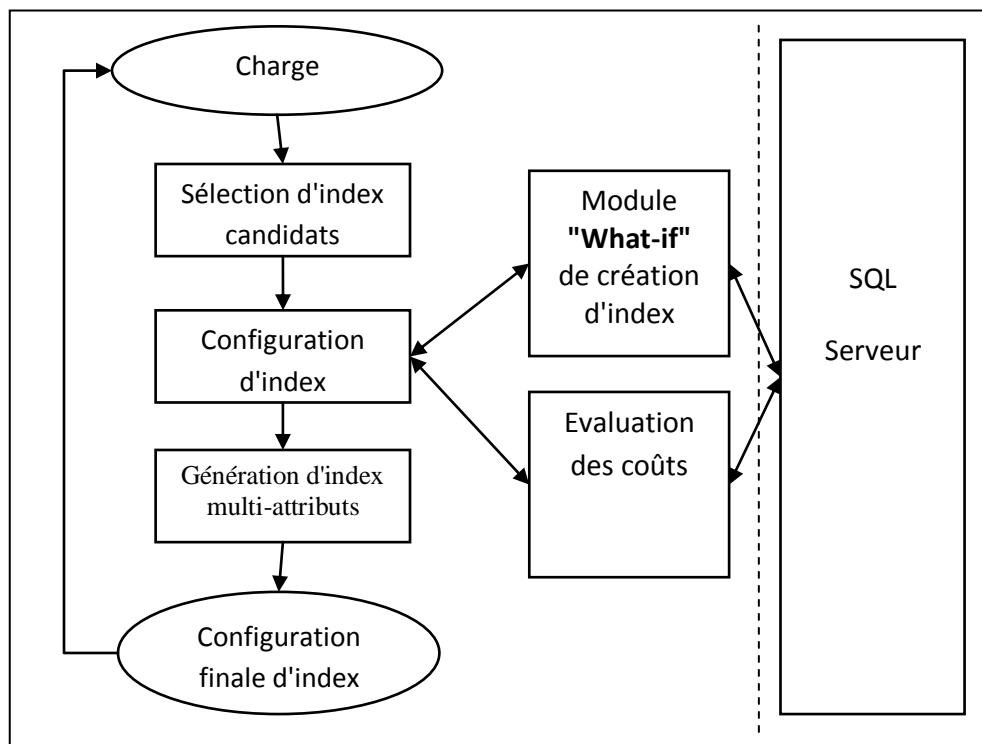 Charge
Sélection d'index
candidats
Configuration
d'index
Génération d'index
multi-attributs
Configuration
finale d'index
Module
"What-if"
de création
d'index
Evaluation
des coûts
SQL
Serveur